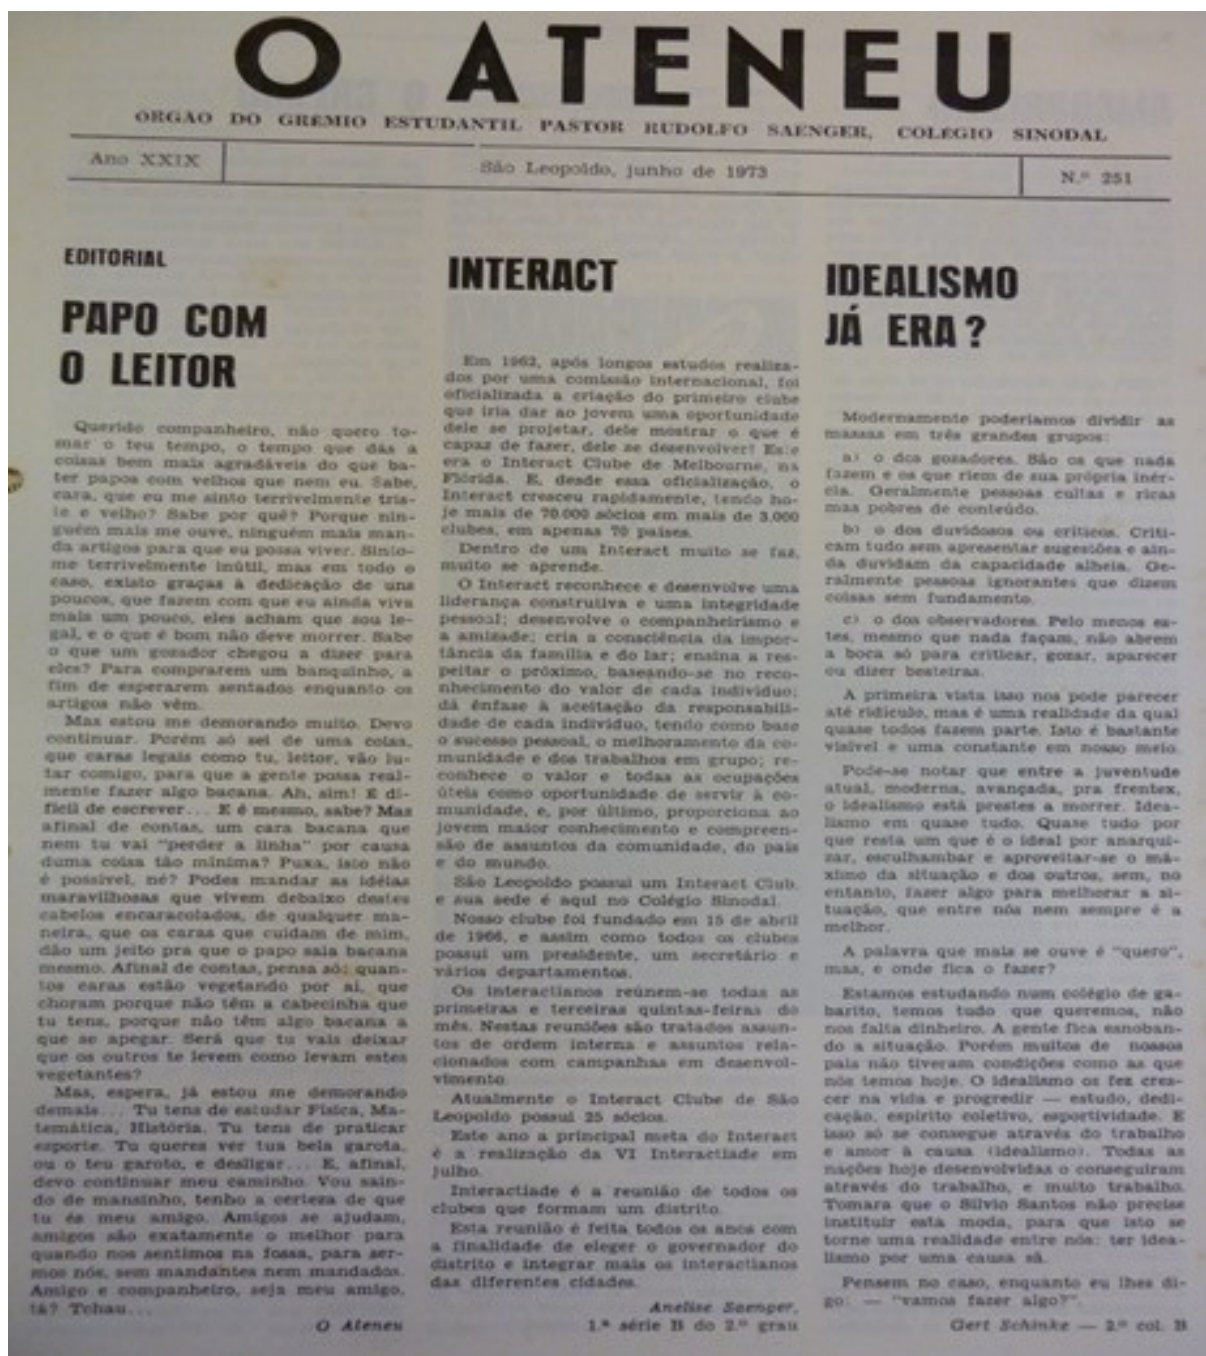 O ATENEU
ORGÃO DO GRÊMIO ESTUDANTIL PASTOR RUDOLFO SAENGER, COLÉGIO SINODAL
Ano XXIX
São Leopoldo, junho de 1973
N.º 251
EDITORIAL
PAPO COM
O LEITOR
Querido companheiro, não quero to-
mar o teu tempo, o tempo que dás a
coisas bem mais agradáveis do que ba-
ter papos com velhos que nem eu. Sabe,
cara, que eu me sinto terrivelmente tris-
te e velho? Sabe por quê? Porque nin-
guém mais me ouve, ninguém mais man-
da artigos para que eu possa viver. Sinto-
me terrivelmente inútil, mas em todo o
caso, existo graças à dedicação de uns
poucos, que fazem com que eu ainda viva
mais um pouco, eles acham que sou le-
gal, e o que é bom não deve morrer. Sabe
o que um gozador chegou a dizer para
eles? Para comprarem um banquinho, a
fim de esperarem sentados enquanto os
artigos não vêm.
Mas estou me demorando muito. Devo
continuar. Porém só sei de uma coisa,
que caras legais como tu, leitor, vão lu-
tar comigo, para que a gente possa real-
mente fazer algo bacana. Ah, sim! É di-
fícil de escrever... E é mesmo, sabe? Mas
afinal de contas, um cara bacana que
nem tu vai "perder a linha" por causa
duma coisa tão mínima? Puxa, isto não
é possível, né? Podes mandar as idéias
maravilhosas que vivem debaixo destes
cabelos encaracolados, de qualquer ma-
neira, que os caras que cuidam de mim,
dão um jeito pra que o papo saia bacana
mesmo. Afinal de contas, pensa só: quan-
tos caras estão vegetando por aí, que
choram porque não têm a cabecinha que
tu tens, porque não têm algo bacana a
que se apegar. Será que tu vais deixar
que os outros te levem como levam estes
vegetantes?
Mas, espera, já estou me demorando
demais... Tu tens de estudar Física, Ma-
temática, História. Tu tens de praticar
esporte. Tu queres ver tua bela garota,
ou o teu garoto, e desligar... E, afinal,
devo continuar meu caminho. Vou sain-
do de mansinho, tenho a certeza de que
tu és meu amigo. Amigos se ajudam,
amigos são exatamente o melhor para
quando nos sentimos na fossa, para ser-
mos nós, sem mandantes nem mandados.
Amigo e companheiro, seja meu amigo,
tá? Tchau...
O Ateneu
INTERACT
Em 1962, após longos estudos realiza-
dos por uma comissão internacional, foi
oficializada a criação do primeiro clube
que iria dar ao jovem uma oportunidade
dele se projetar, dele mostrar o que é
capaz de fazer, dele se desenvolver! Este
era o Interact Clube de Melbourne, na
Flórida. E, desde essa oficialização, o
Interact cresceu rapidamente, tendo ho-
je mais de 70.000 sócios em mais de 3.000
clubes, em apenas 70 países.
Dentro de um Interact muito se faz,
muito se aprende.
O Interact reconhece e desenvolve uma
liderança construtiva e uma integridade
pessoal; desenvolve o companheirismo e
a amizade; cria a consciência da impor-
tância da família e do lar; ensina a res-
peitar o próximo, baseando-se no reco-
nhecimento do valor de cada indivíduo;
dá ênfase à aceitação da responsabili-
dade de cada indivíduo, tendo como base
o sucesso pessoal, o melhoramento da co-
munidade e dos trabalhos em grupo; re-
conhece o valor e todas as ocupações
úteis como oportunidade de servir à co-
munidade, e, por último, proporciona ao
jovem maior conhecimento e compreen-
são de assuntos da comunidade, do país
e do mundo.
São Leopoldo possui um Interact Club,
e sua sede é aqui no Colégio Sinodal.
Nosso clube foi fundado em 15 de abril
de 1966, e assim como todos os clubes
possui um presidente, um secretário e
vários departamentos.
Os interactianos reúnem-se todas as
primeiras e terceiras quintas-feiras do
mês. Nestas reuniões são tratados assun-
tos de ordem interna e assuntos rela-
cionados com campanhas em desenvol-
vimento.
Atualmente o Interact Clube de São
Leopoldo possui 25 sócios.
Este ano a principal meta do Interact
é a realização da VI Interactiade em
julho.
Interactiade é a reunião de todos os
clubes que formam um distrito.
Esta reunião é feita todos os anos com
a finalidade de eleger o governador do
distrito e integrar mais os interactianos
das diferentes cidades.
Anelise Saenger,
1.ª série B do 2.º grau
IDEALISMO
JÁ ERA?
Modernamente poderíamos dividir as
massas em três grandes grupos:
a) o dos gozadores. São os que nada
fazem e os que riem de sua própria inér-
cia. Geralmente pessoas cultas e ricas
mas pobres de conteúdo.
b) o dos duvidosos ou críticos. Criti-
cam tudo sem apresentar sugestões e ain-
da duvidam da capacidade alheia. Ge-
ralmente pessoas ignorantes que dizem
coisas sem fundamento.
c) o dos observadores. Pelo menos es-
tes, mesmo que nada façam, não abrem
a boca só para criticar, gozar, aparecer
ou dizer besteiras.
A primeira vista isso nos pode parecer
até ridículo, mas é uma realidade da qual
quase todos fazem parte. Isto é bastante
visível e uma constante em nosso meio.
Pode-se notar que entre a juventude
atual, moderna, avançada, pra frentex,
o idealismo está prestes a morrer. Idea-
lismo em quase tudo. Quase tudo por
que resta um que é o ideal por anarqui-
zar, esculhambar e aproveitar-se o má-
ximo da situação e dos outros, sem, no
entanto, fazer algo para melhorar a si-
tuação, que entre nós nem sempre é a
melhor.
A palavra que mais se ouve é "quero",
mas, e onde fica o fazer?
Estamos estudando num colégio de ga-
barito, temos tudo que queremos, não
nos falta dinheiro. A gente fica esnoban-
do a situação. Porém muitos de nossos
pais não tiveram condições como as que
nós temos hoje. O idealismo os fez cres-
cer na vida e progredir — estudo, dedi-
cação, espírito coletivo, esportividade. E
isso só se consegue através do trabalho
e amor à causa (idealismo). Todas as
nações hoje desenvolvidas o conseguiram
através do trabalho, e muito trabalho.
Tomara que o Silvio Santos não precise
instituir esta moda, para que isto se
torne uma realidade entre nós: ter idea-
lismo por uma causa sã.
Pensem no caso, enquanto eu lhes di-
go: — "vamos fazer algo?".
Gert Schinke — 2.º col. B